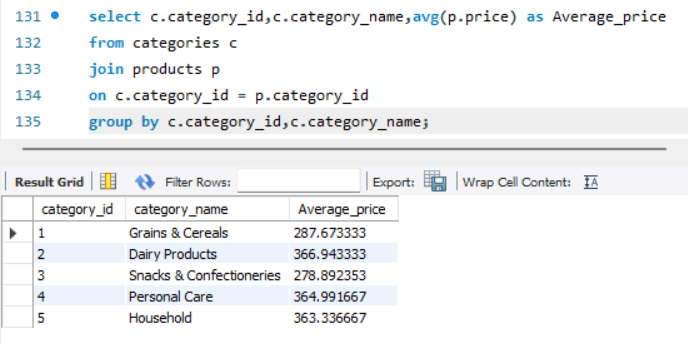 131 select c.category_id,c.category_name,avg(p.price) as Average_price
132 from categories c
133 join products p
134 on c.category_id = p.category_id
135 group by c.category_id,c.category_name;
Result Grid Filter Rows: Export: Wrap Cell Content: IA
category_id category_name Average_price
1 Grains & Cereals 287.673333
2 Dairy Products 366.943333
3 Snacks & Confectioneries 278.892353
4 Personal Care 364.991667
5 Household 363.336667